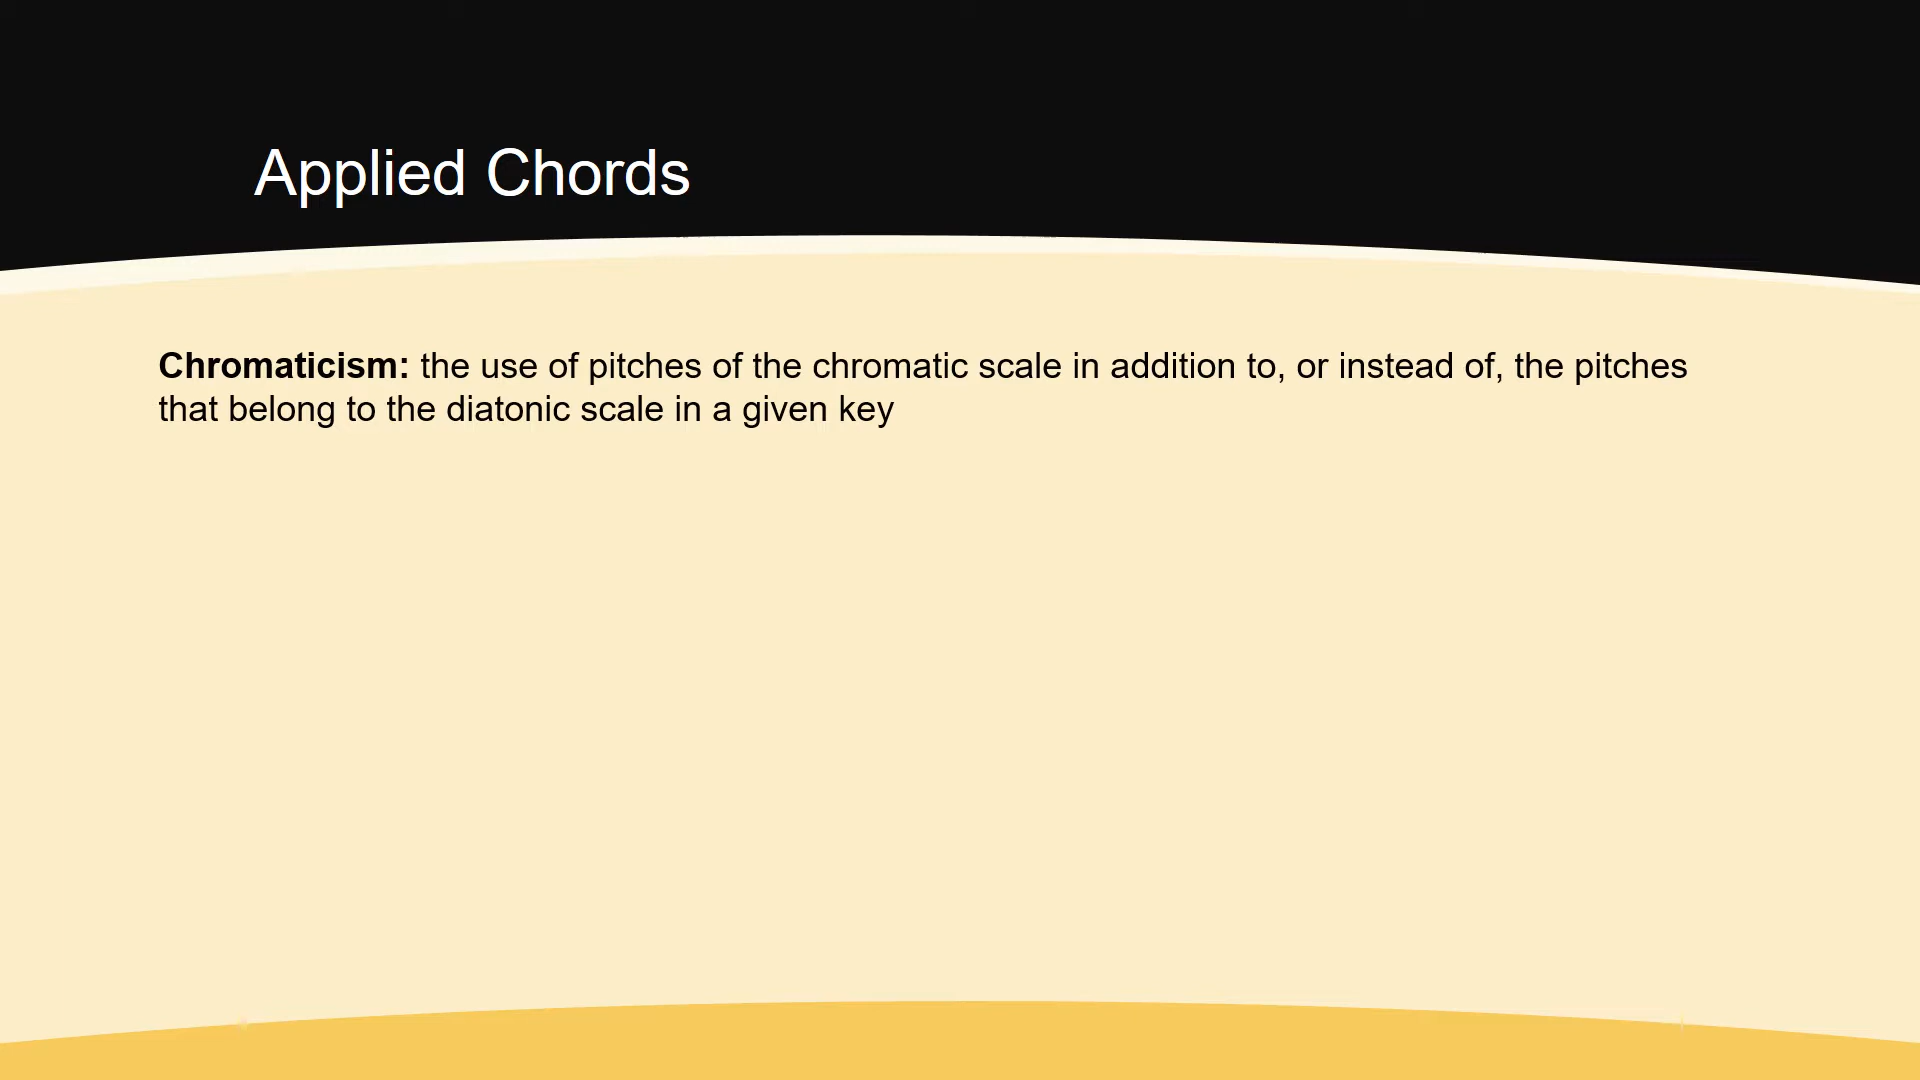 Applied Chords
Chromaticism: the use of pitches of the chromatic scale in addition to, or instead of, the pitches
that belong to the diatonic scale in a given key